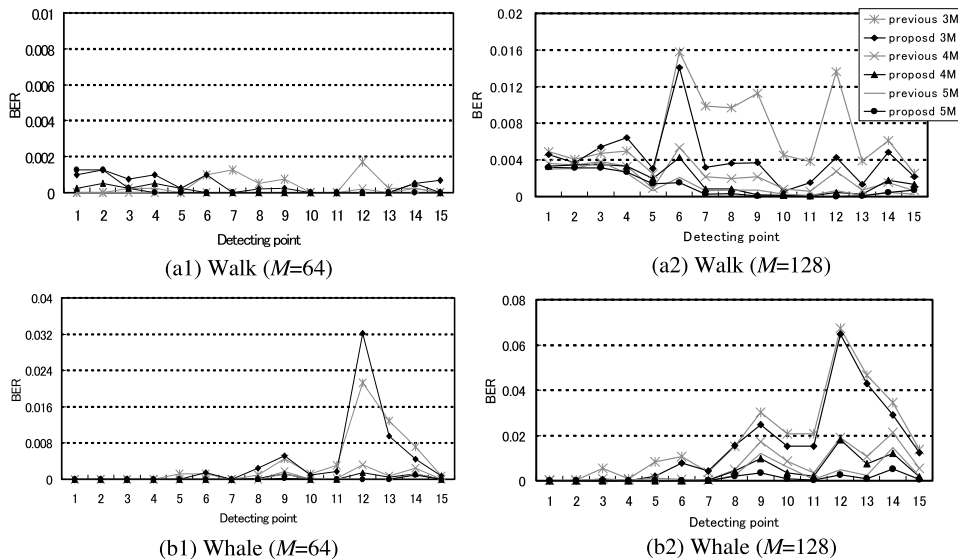 0.01
0.008
0.006
0.004
0.002
0
BER
1 2 3 4 5 6 7 8 9 10 11 12 13 14 15
Detecting point
(a1) Walk (M=64)
0.02
0.016
0.012
0.008
0.004
0
BER
1 2 3 4 5 6 7 8 9 10 11 12 13 14 15
Detecting point
previous 3M
proposd 3M
previous 4M
proposd 4M
previous 5M
proposd 5M
(a2) Walk (M=128)
0.04
0.032
0.024
0.016
0.008
0
BER
1 2 3 4 5 6 7 8 9 10 11 12 13 14 15
Detecting point
(b1) Whale (M=64)
0.08
0.06
0.04
0.02
0
BER
1 2 3 4 5 6 7 8 9 10 11 12 13 14 15
Detecting point
(b2) Whale (M=128)